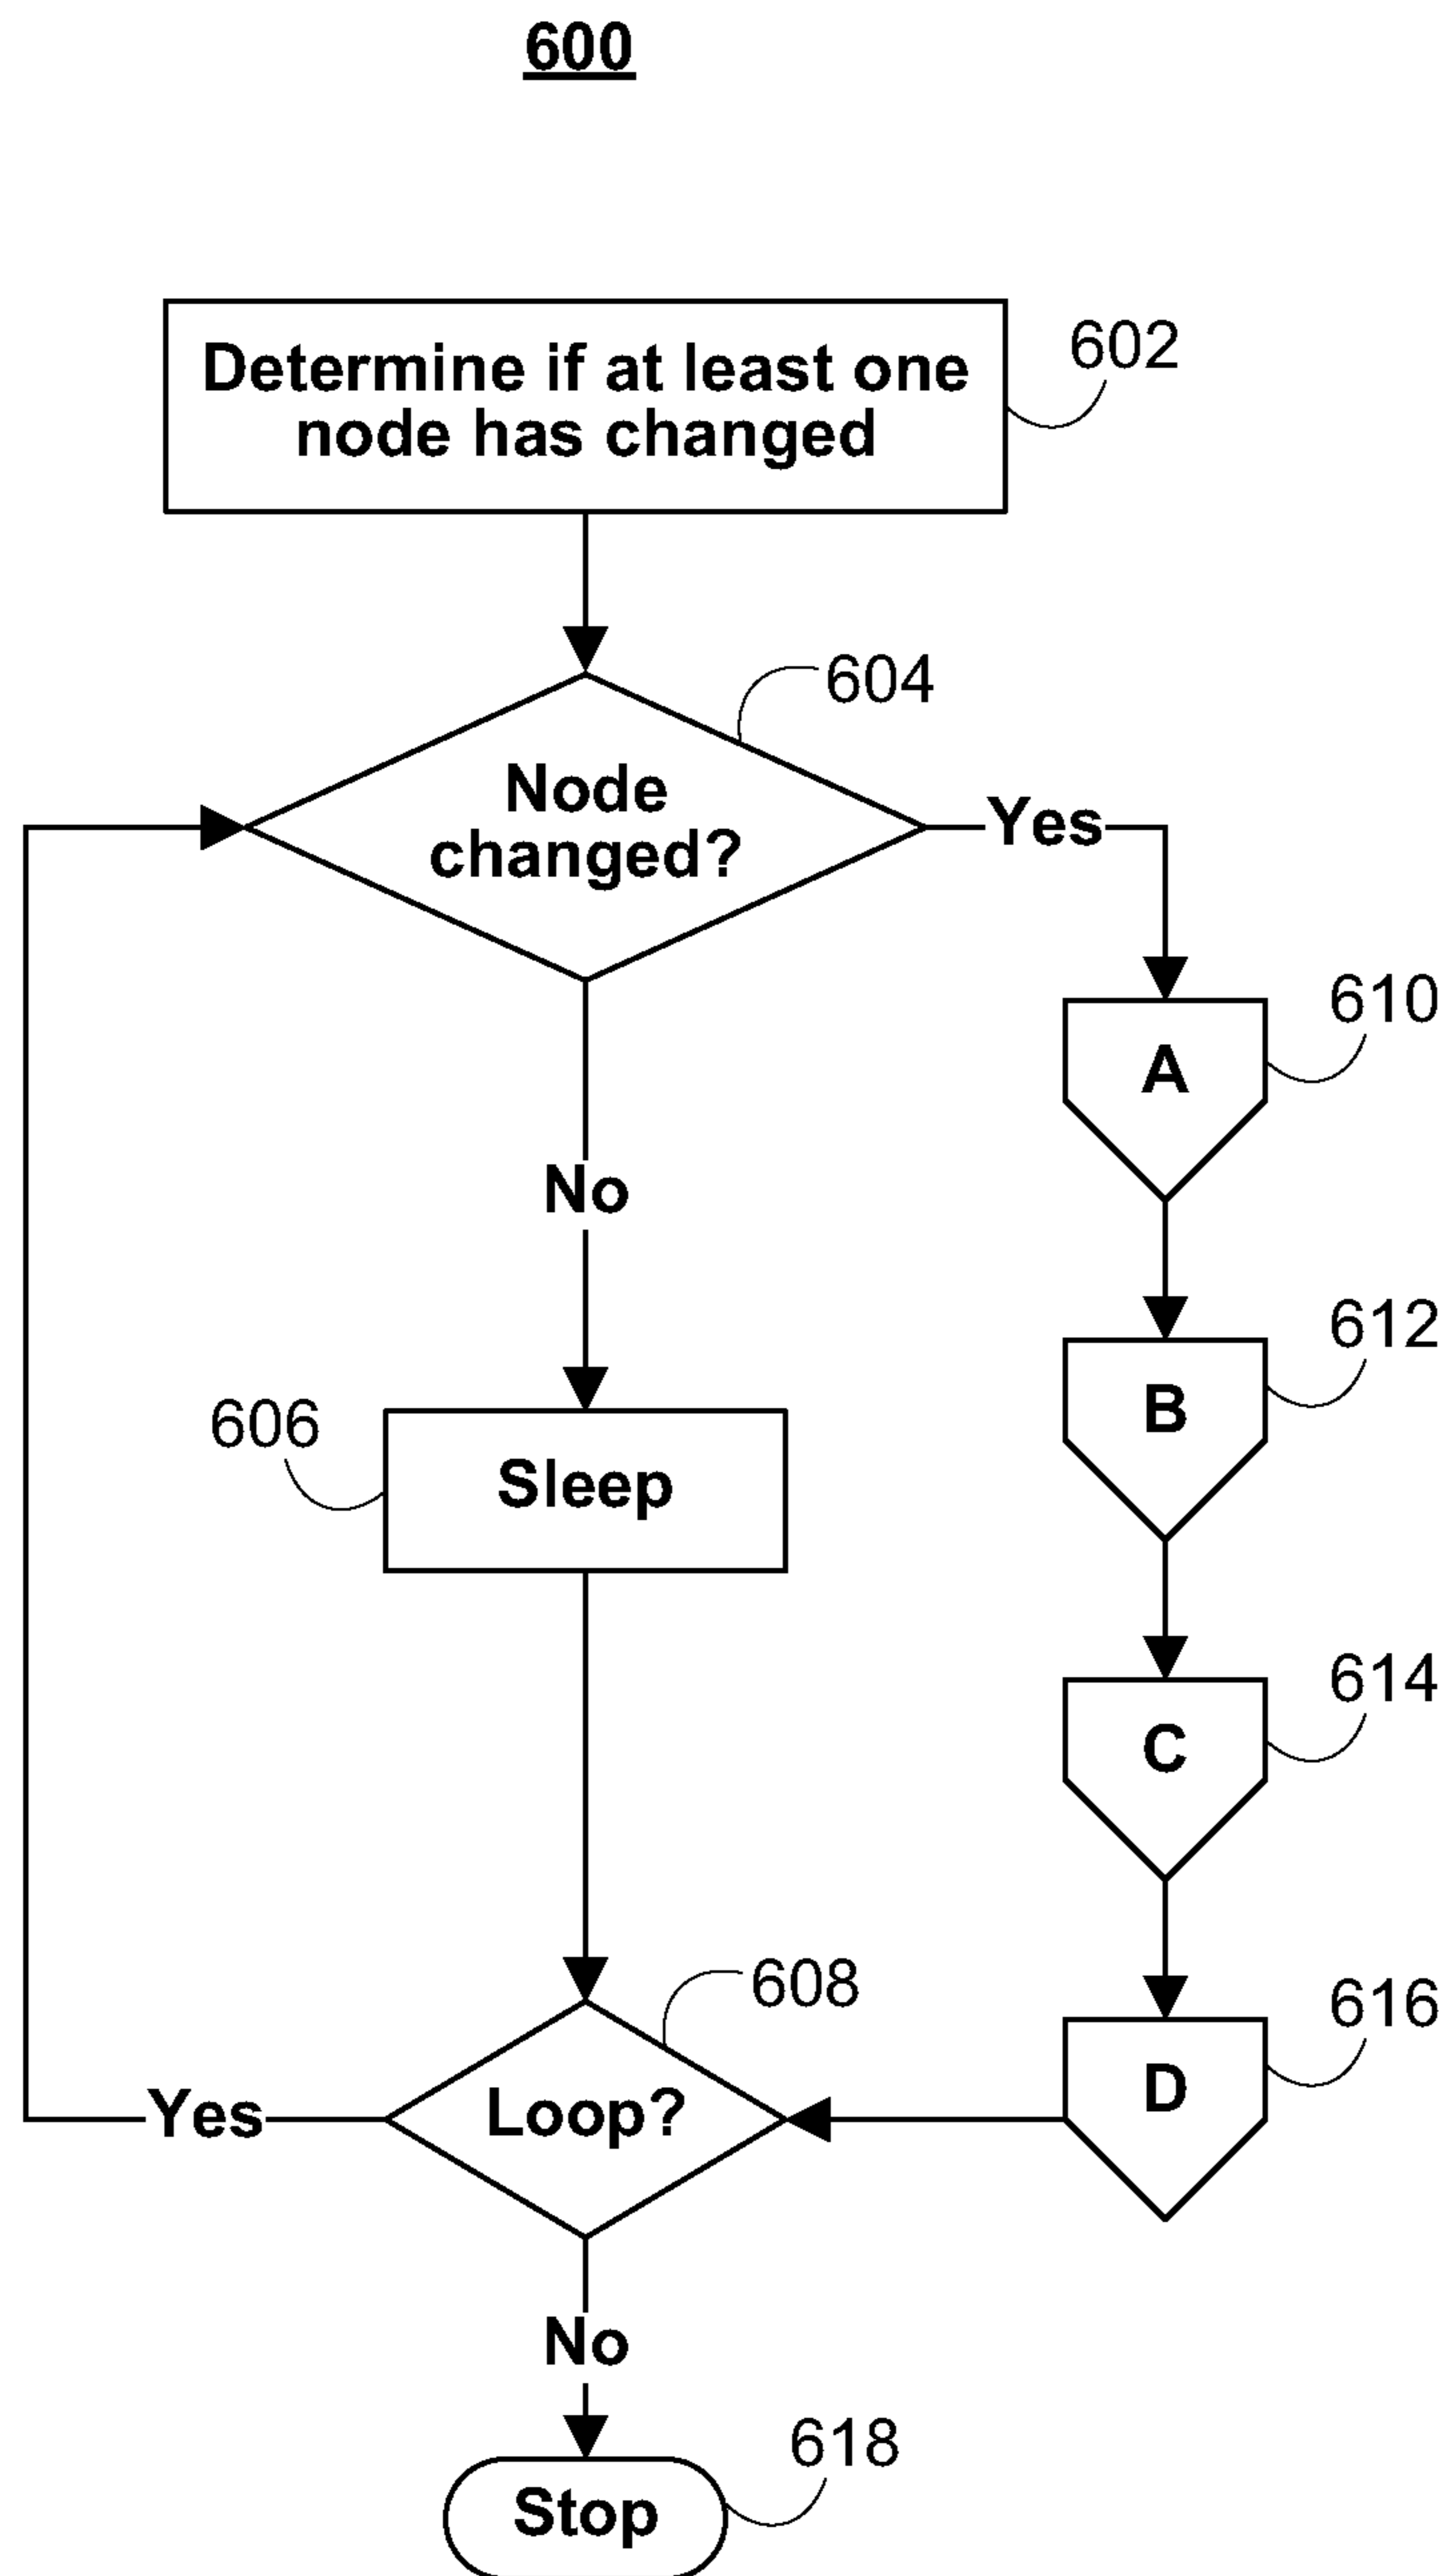 600
Determine if at least one
node has changed
602
604
Node
changed?
Yes
A
610
No
B
612
606
Sleep
C
614
608
Loop?
Yes
D
616
No
618
Stop